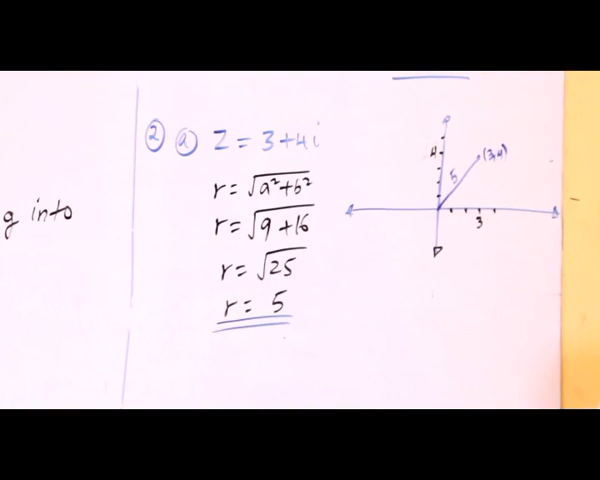 g into
② ⓐ Z = 3+4i
r = √a²+b²
r = √9+16
r = √25
r = 5
4
(3,4)
5
3